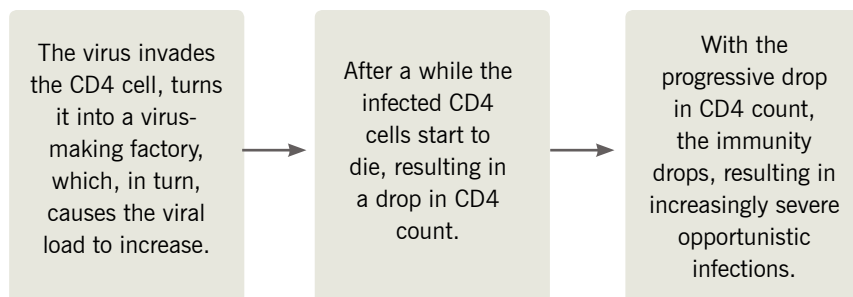 The virus invades
the CD4 cell, turns
it into a virus-
making factory,
which, in turn,
causes the viral
load to increase.
After a while the
infected CD4
cells start to
die, resulting in
a drop in CD4
count.
With the
progressive drop
in CD4 count,
the immunity
drops, resulting in
increasingly severe
opportunistic
infections.